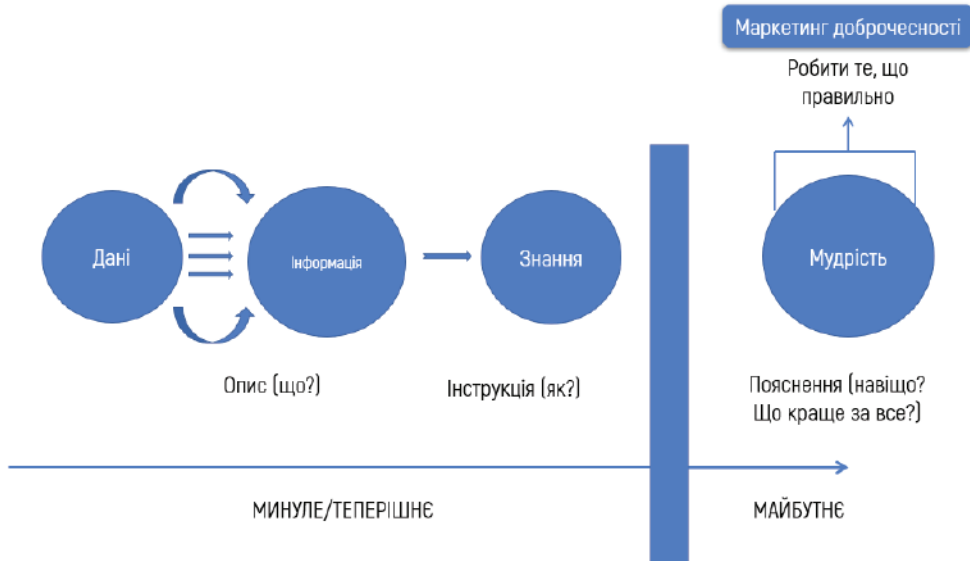 Маркетинг доброчесності
Робити те, що
правильно
Дані
Інформація
Знання
Мудрість
Опис (що?)
Інструкція (як?)
Пояснення (навіщо?
Що краще за все?)
МИНУЛЕ/ТЕПЕРІШНЄ
МАЙБУТНЄ